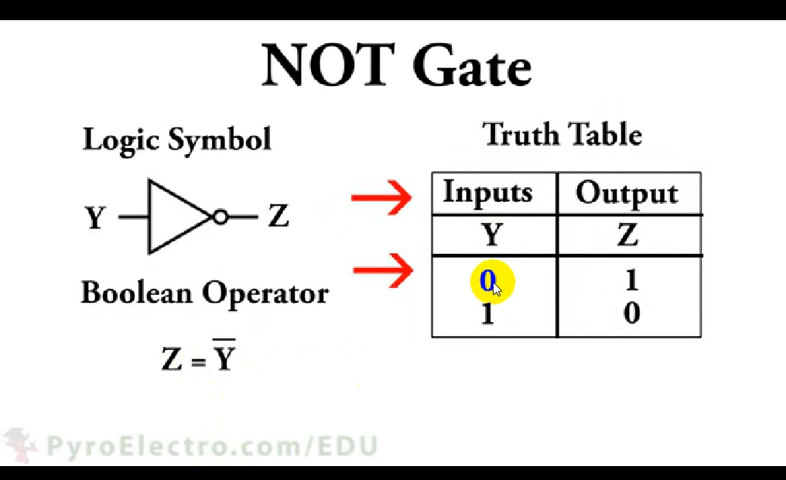 NOT Gate
Logic Symbol
Y Z
Boolean Operator
Z = Y̅
Truth Table
Inputs Output
Y Z
0 1
1 0
PyroElectro.com/EDU